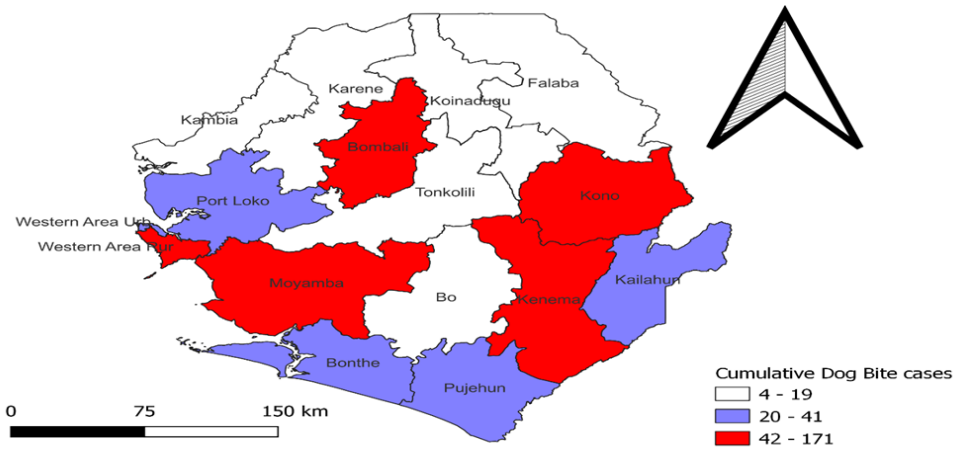 Falaba
Karene
Koinadugu
Kambia
Bombali
Tonkolili
Kono
Port Loko
Western Area Urb
Western Area Rur
Moyamba
Kailahun
Bo
Kenema
Bonthe
Pujehun
Cumulative Dog Bite cases
4 - 19
20 - 41
42 - 171
0 75 150 km